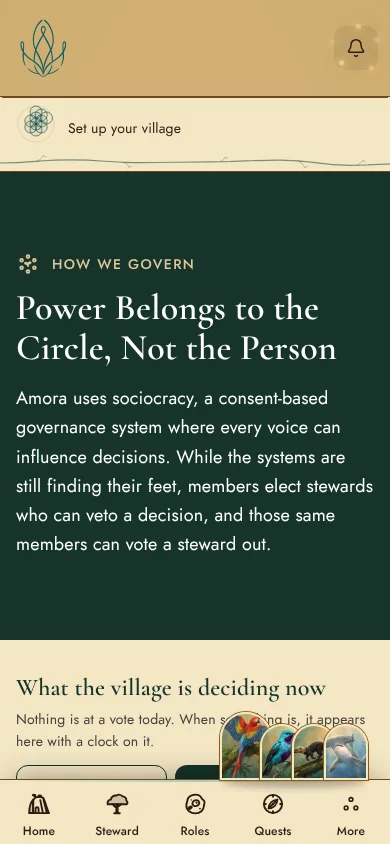 Set up your village
HOW WE GOVERN
Power Belongs to the
Circle, Not the Person
Amora uses sociocracy, a consent-based
governance system where every voice can
influence decisions. While the systems are
still finding their feet, members elect stewards
who can veto a decision, and those same
members can vote a steward out.
What the village is deciding now
Nothing is at a vote today. When is, it appears
here with a clock on it.
Home
Steward
Roles
Quests
More